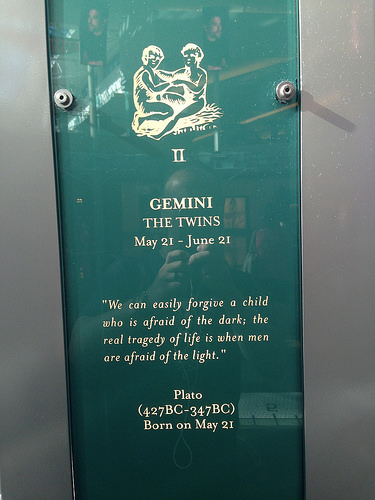 II
GEMINI
THE TWINS
May 21 - June 21
"We can easily forgive a child
who is afraid of the dark; the
real tragedy of life is when men
are afraid of the light."
Plato
(427BC-347BC)
Born on May 21